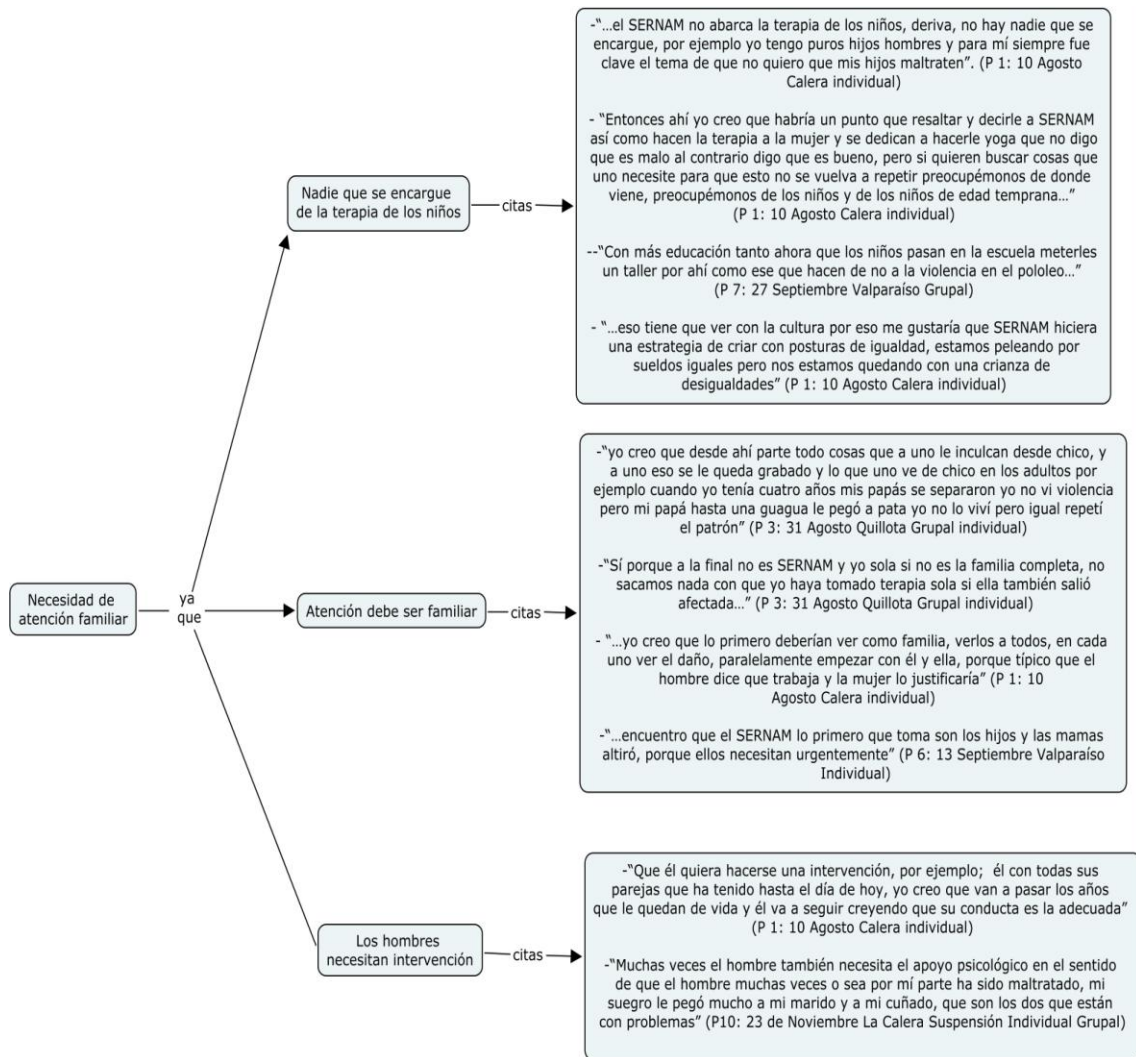 -“...el SERNAM no abarca la terapia de los niños, deriva, no hay nadie que se
encargue, por ejemplo yo tengo puros hijos hombres y para mí siempre fue
clave el tema de que no quiero que mis hijos maltraten”. (P 1: 10 Agosto
Calera individual)
- “Entonces ahí yo creo que habría un punto que resaltar y decirle a SERNAM
así como hacen la terapia a la mujer y se dedican a hacerle yoga que no digo
que es malo al contrario digo que es bueno, pero si quieren buscar cosas que
uno necesite para que esto no se vuelva a repetir preocupémonos de donde
viene, preocupémonos de los niños y de los niños de edad temprana...”
(P 1: 10 Agosto Calera individual)
--“Con más educación tanto ahora que los niños pasan en la escuela meterles
un taller por ahí como ese que hacen de no a la violencia en el pololeo...”
(P 7: 27 Septiembre Valparaíso Grupal)
- “...eso tiene que ver con la cultura por eso me gustaría que SERNAM hiciera
una estrategia de criar con posturas de igualdad, estamos peleando por
sueldos iguales pero nos estamos quedando con una crianza de
desigualdades” (P 1: 10 Agosto Calera individual)
Nadie que se encargue
de la terapia de los niños
citas
-“yo creo que desde ahí parte todo cosas que a uno le inculcan desde chico, y
a uno eso se le queda grabado y lo que uno ve de chico en los adultos por
ejemplo cuando yo tenía cuatro años mis papás se separaron yo no vi violencia
pero mi papá hasta una guagua le pegó a pata yo no lo viví pero igual repetí
el patrón” (P 3: 31 Agosto Quillota Grupal individual)
-“Sí porque a la final no es SERNAM y yo sola si no es la familia completa, no
sacamos nada con que yo haya tomado terapia sola si ella también salió
afectada...” (P 3: 31 Agosto Quillota Grupal individual)
- “...yo creo que lo primero deberían ver como familia, verlos a todos, en cada
uno ver el daño, paralelamente empezar con él y ella, porque típico que el
hombre dice que trabaja y la mujer lo justificaría” (P 1: 10
Agosto Calera individual)
-“...encuentro que el SERNAM lo primero que toma son los hijos y las mamas
altiró, porque ellos necesitan urgentemente” (P 6: 13 Septiembre Valparaíso
Individual)
Necesidad de
atención familiar
ya
que
Atención debe ser familiar
citas
-“Que él quiera hacerse una intervención, por ejemplo; él con todas sus
parejas que ha tenido hasta el día de hoy, yo creo que van a pasar los años
que le quedan de vida y él va a seguir creyendo que su conducta es la adecuada”
(P 1: 10 Agosto Calera individual)
-“Muchas veces el hombre también necesita el apoyo psicológico en el sentido
de que el hombre muchas veces o sea por mí parte ha sido maltratado, mi
suegro le pegó mucho a mi marido y a mi cuñado, que son los dos que están
con problemas” (P10: 23 de Noviembre La Calera Suspensión Individual Grupal)
Los hombres
necesitan intervención
citas